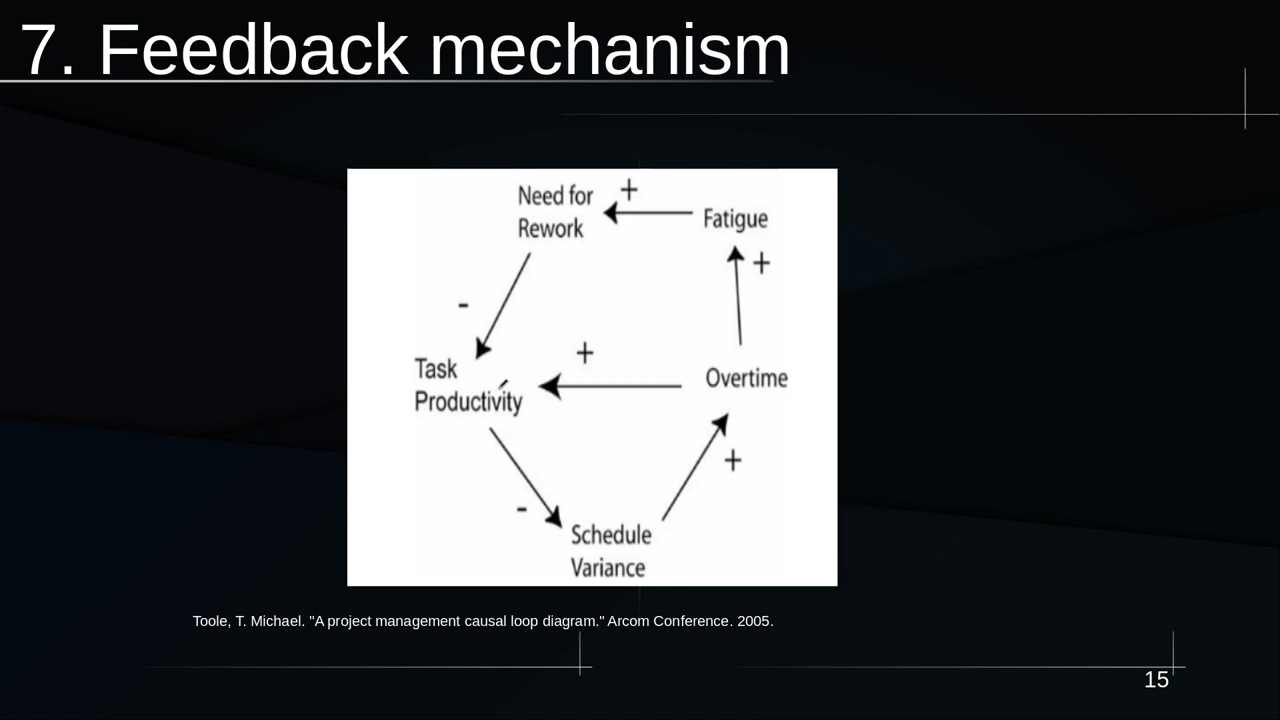 7. Feedback mechanism
Need for
Rework
+
Fatigue
+
-
+
Task
Productivity
Overtime
+
-
Schedule
Variance
Toole, T. Michael. "A project management causal loop diagram." Arcom Conference. 2005.
15